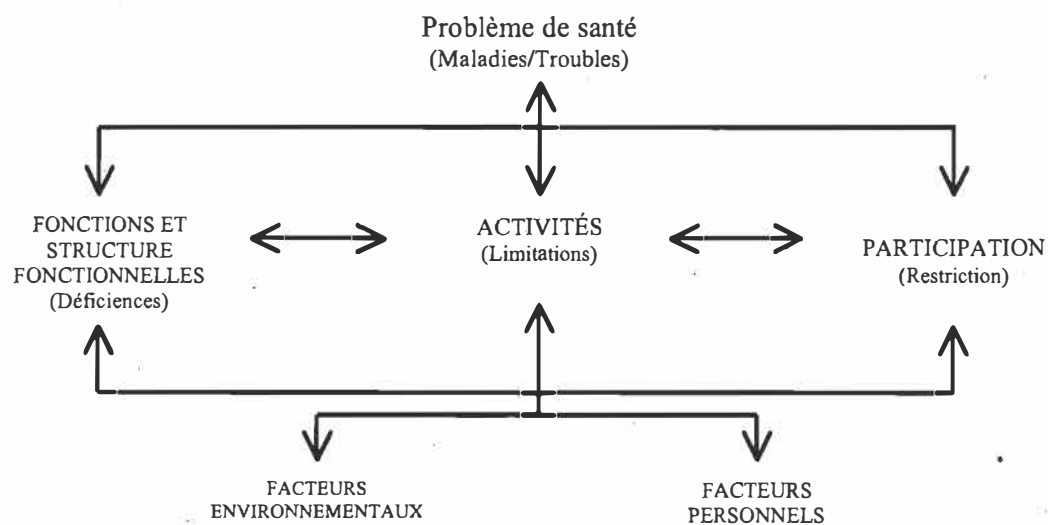 Problème de santé
(Maladies/Troubles)
FONCTIONS ET
STRUCTURE
FONCTIONNELLES
(Déficiences)
ACTIVITÉS
(Limitations)
PARTICIPATION
(Restriction)
FACTEURS
ENVIRONNEMENTAUX
FACTEURS
PERSONNELS